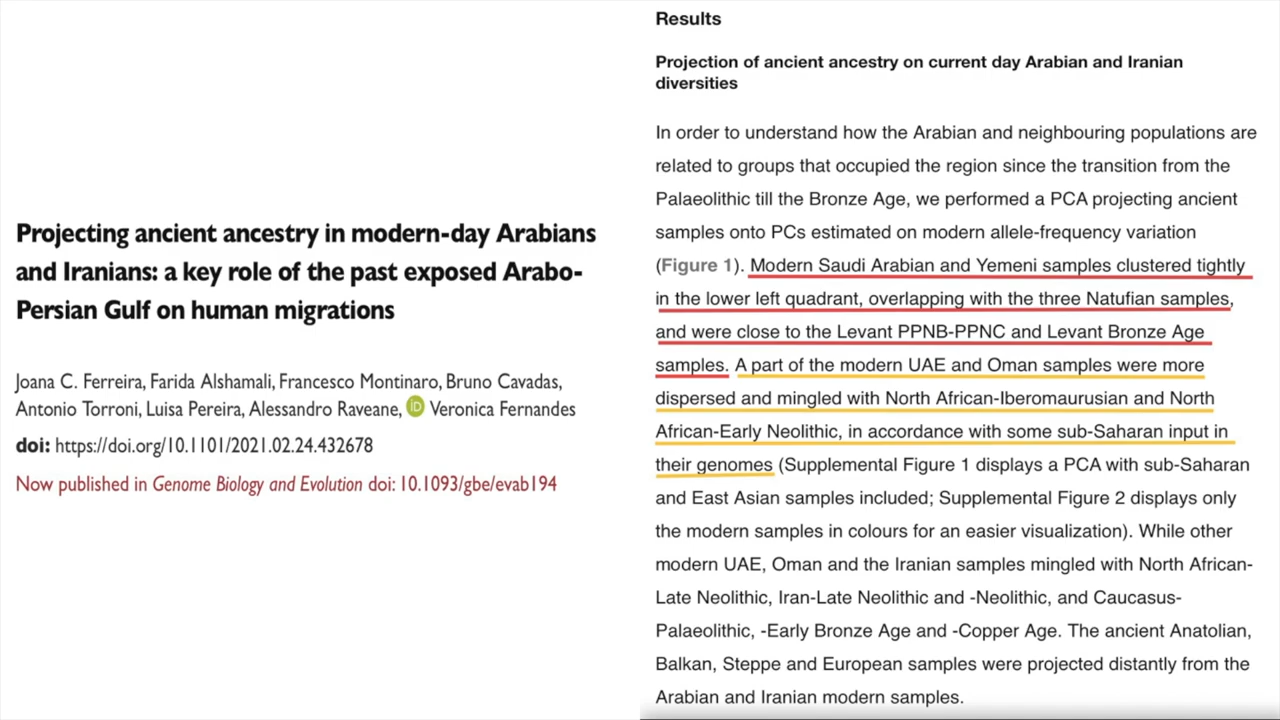 Projecting ancient ancestry in modern-day Arabians
and Iranians: a key role of the past exposed Arabo-
Persian Gulf on human migrations
Joana C. Ferreira, Farida Alshamali, Francesco Montinaro, Bruno Cavadas,
Antonio Torroni, Luisa Pereira, Alessandro Raveane, iD Veronica Fernandes
doi: https://doi.org/10.1101/2021.02.24.432678
Now published in Genome Biology and Evolution doi: 10.1093/gbe/evab194
Results
Projection of ancient ancestry on current day Arabian and Iranian
diversities
In order to understand how the Arabian and neighbouring populations are
related to groups that occupied the region since the transition from the
Palaeolithic till the Bronze Age, we performed a PCA projecting ancient
samples onto PCs estimated on modern allele-frequency variation
(Figure 1). Modern Saudi Arabian and Yemeni samples clustered tightly
in the lower left quadrant, overlapping with the three Natufian samples,
and were close to the Levant PPNB-PPNC and Levant Bronze Age
samples. A part of the modern UAE and Oman samples were more
dispersed and mingled with North African-Iberomaurusian and North
African-Early Neolithic, in accordance with some sub-Saharan input in
their genomes (Supplemental Figure 1 displays a PCA with sub-Saharan
and East Asian samples included; Supplemental Figure 2 displays only
the modern samples in colours for an easier visualization). While other
modern UAE, Oman and the Iranian samples mingled with North African-
Late Neolithic, Iran-Late Neolithic and -Neolithic, and Caucasus-
Palaeolithic, -Early Bronze Age and -Copper Age. The ancient Anatolian,
Balkan, Steppe and European samples were projected distantly from the
Arabian and Iranian modern samples.